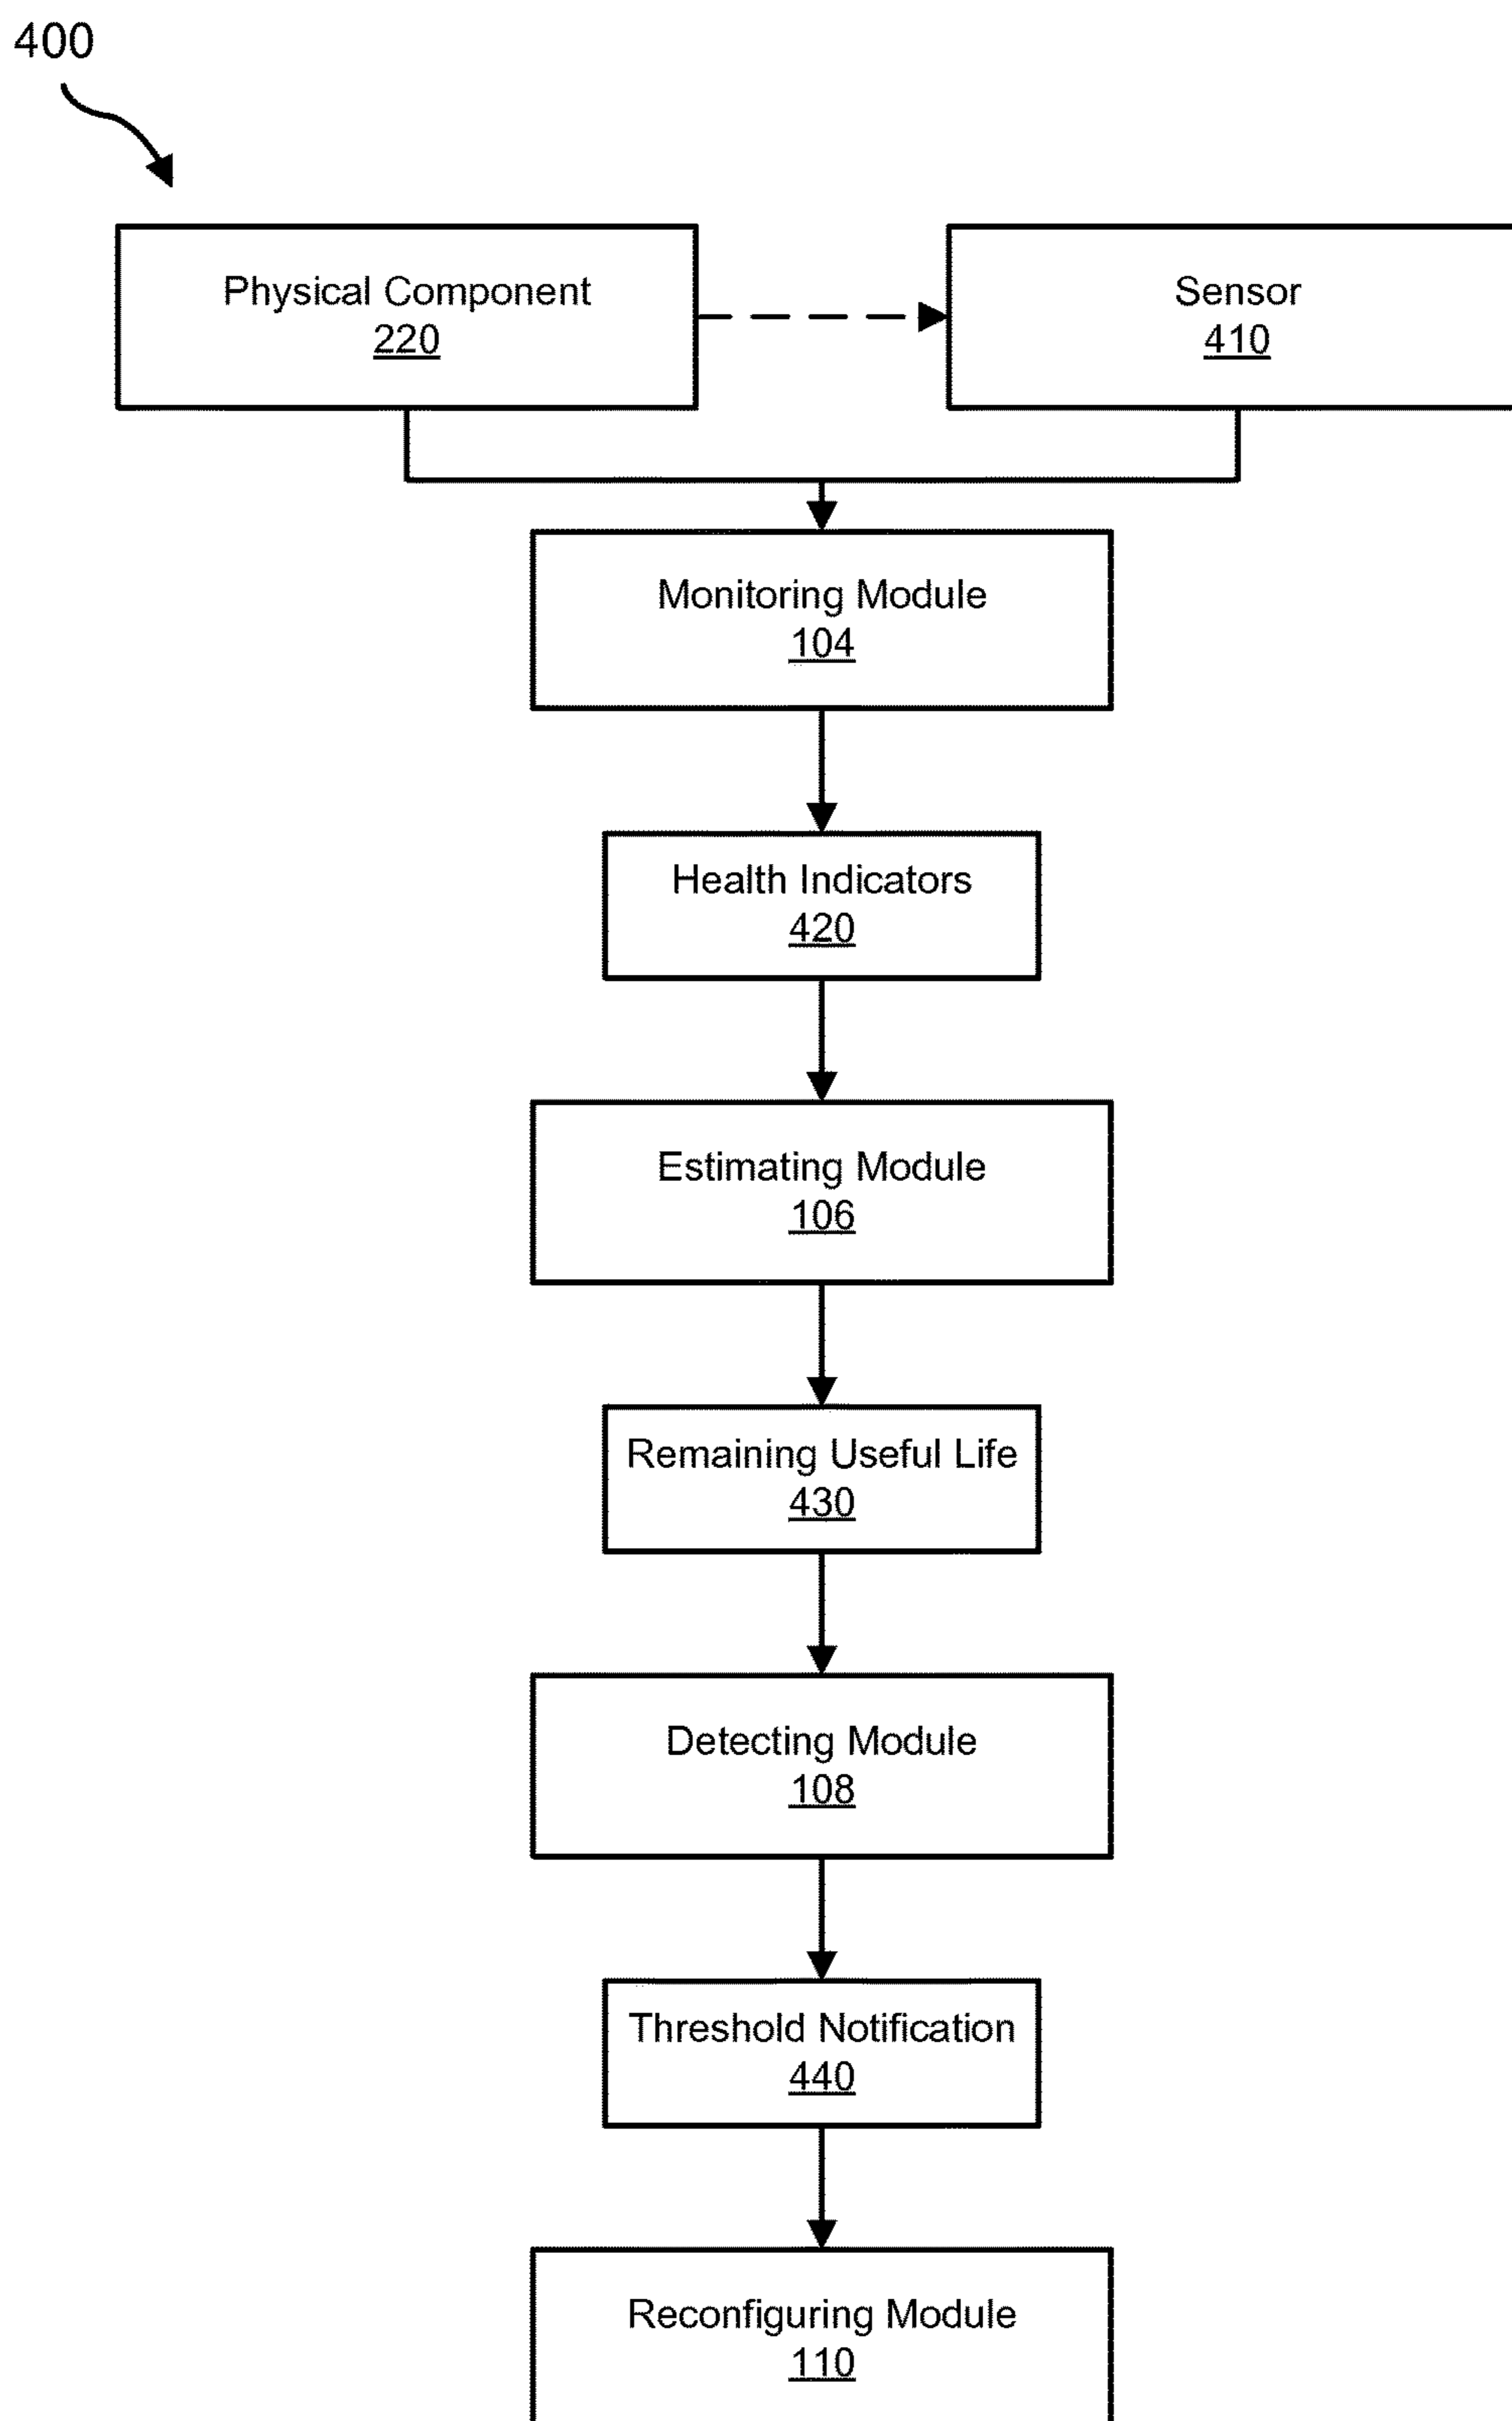 400
Physical Component
220
Sensor
410
Monitoring Module
104
Health Indicators
420
Estimating Module
106
Remaining Useful Life
430
Detecting Module
108
Threshold Notification
440
Reconfiguring Module
110